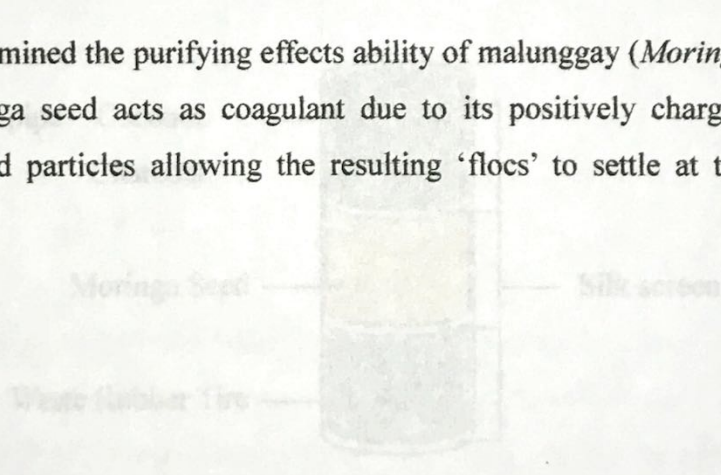 mined the purifying effects ability of malunggay (Morin
ga seed acts as coagulant due to its positively charg
d particles allowing the resulting ‘flocs’ to settle at t
Moringa Seed
Silk screen
Waste Rubber Tire